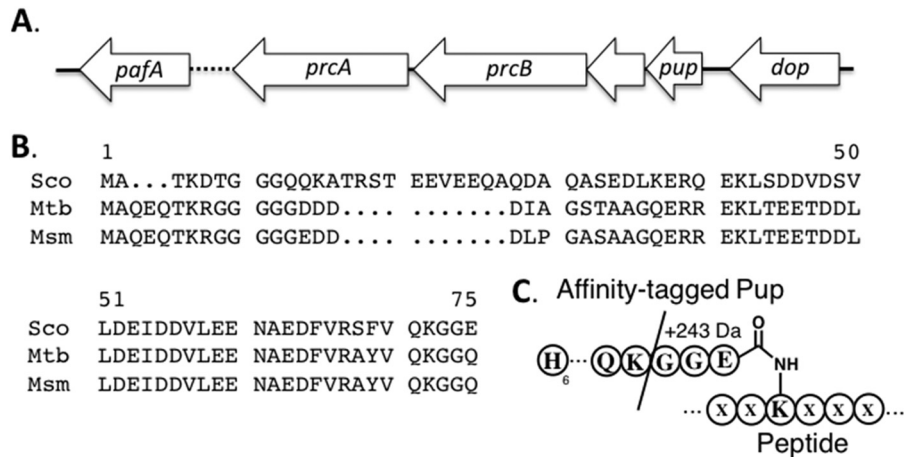 A.
pafA prcA prcB pup dop
B.
1 50
Sco MA...TKDTG GGQQKATRST EEVEEQAQDA QASEDLKERQ EKLSDDVDSV
Mtb MAQEQTKRGG GGGDDD.... .......DIA GSTAAGQERR EKLTEETDDL
Msm MAQEQTKRGG GGGEDD.... .......DLP GASAAGQERR EKLTEETDDL
51 75
Sco LDEIDDVLEE NAEDFVRSFV QKGGE
Mtb LDEIDDVLEE NAEDFVRAYV QKGGQ
Msm LDEIDDVLEE NAEDFVRAYV QKGGQ
C. Affinity-tagged Pup
+243 Da
O
H 6 ... Q K G G E
NH
... x x K x x x ...
Peptide